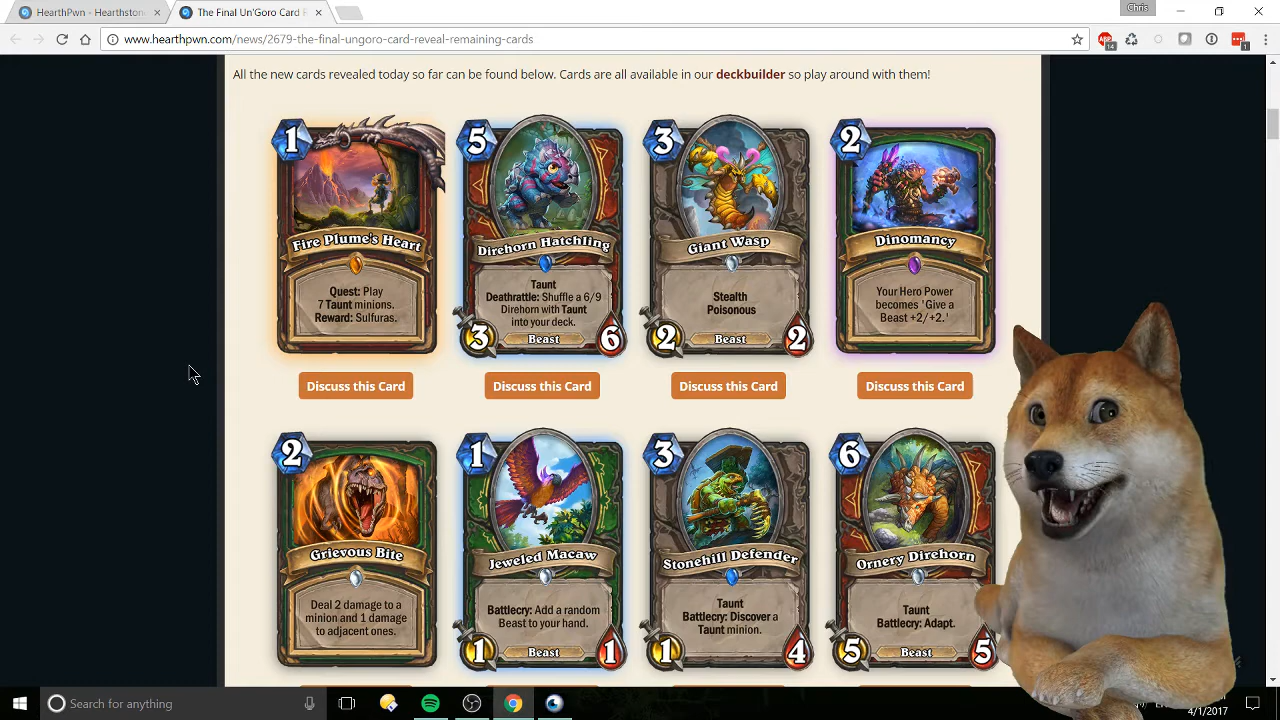 HearthPwn - Hearthston
The Final Un'Goro Card R
Chris
www.hearthpwn.com/news/2679-the-final-ungoro-card-reveal-remaining-cards
ABP
14
1
All the new cards revealed today so far can be found below. Cards are all available in our deckbuilder so play around with them!
1
Fire Plume's Heart
Quest: Play
7 Taunt minions.
Reward: Sulfuras.
5
Direhorn Hatchling
Taunt
Deathrattle: Shuffle a 6/9
Direhorn with Taunt
into your deck.
3
Beast
6
3
Giant Wasp
Stealth
Poisonous
2
Beast
2
2
Dinomancy
Your Hero Power
becomes 'Give a
Beast +2/+2.'
Discuss this Card
Discuss this Card
Discuss this Card
Discuss this Card
2
Grievous Bite
Deal 2 damage to a
minion and 1 damage
to adjacent ones.
1
Jeweled Macaw
Battlecry: Add a random
Beast to your hand.
1
Beast
1
3
Stonehill Defender
Taunt
Battlecry: Discover a
Taunt minion.
1
4
6
Ornery Direhorn
Taunt
Battlecry: Adapt.
5
Beast
5
Search for anything
4/1/2017